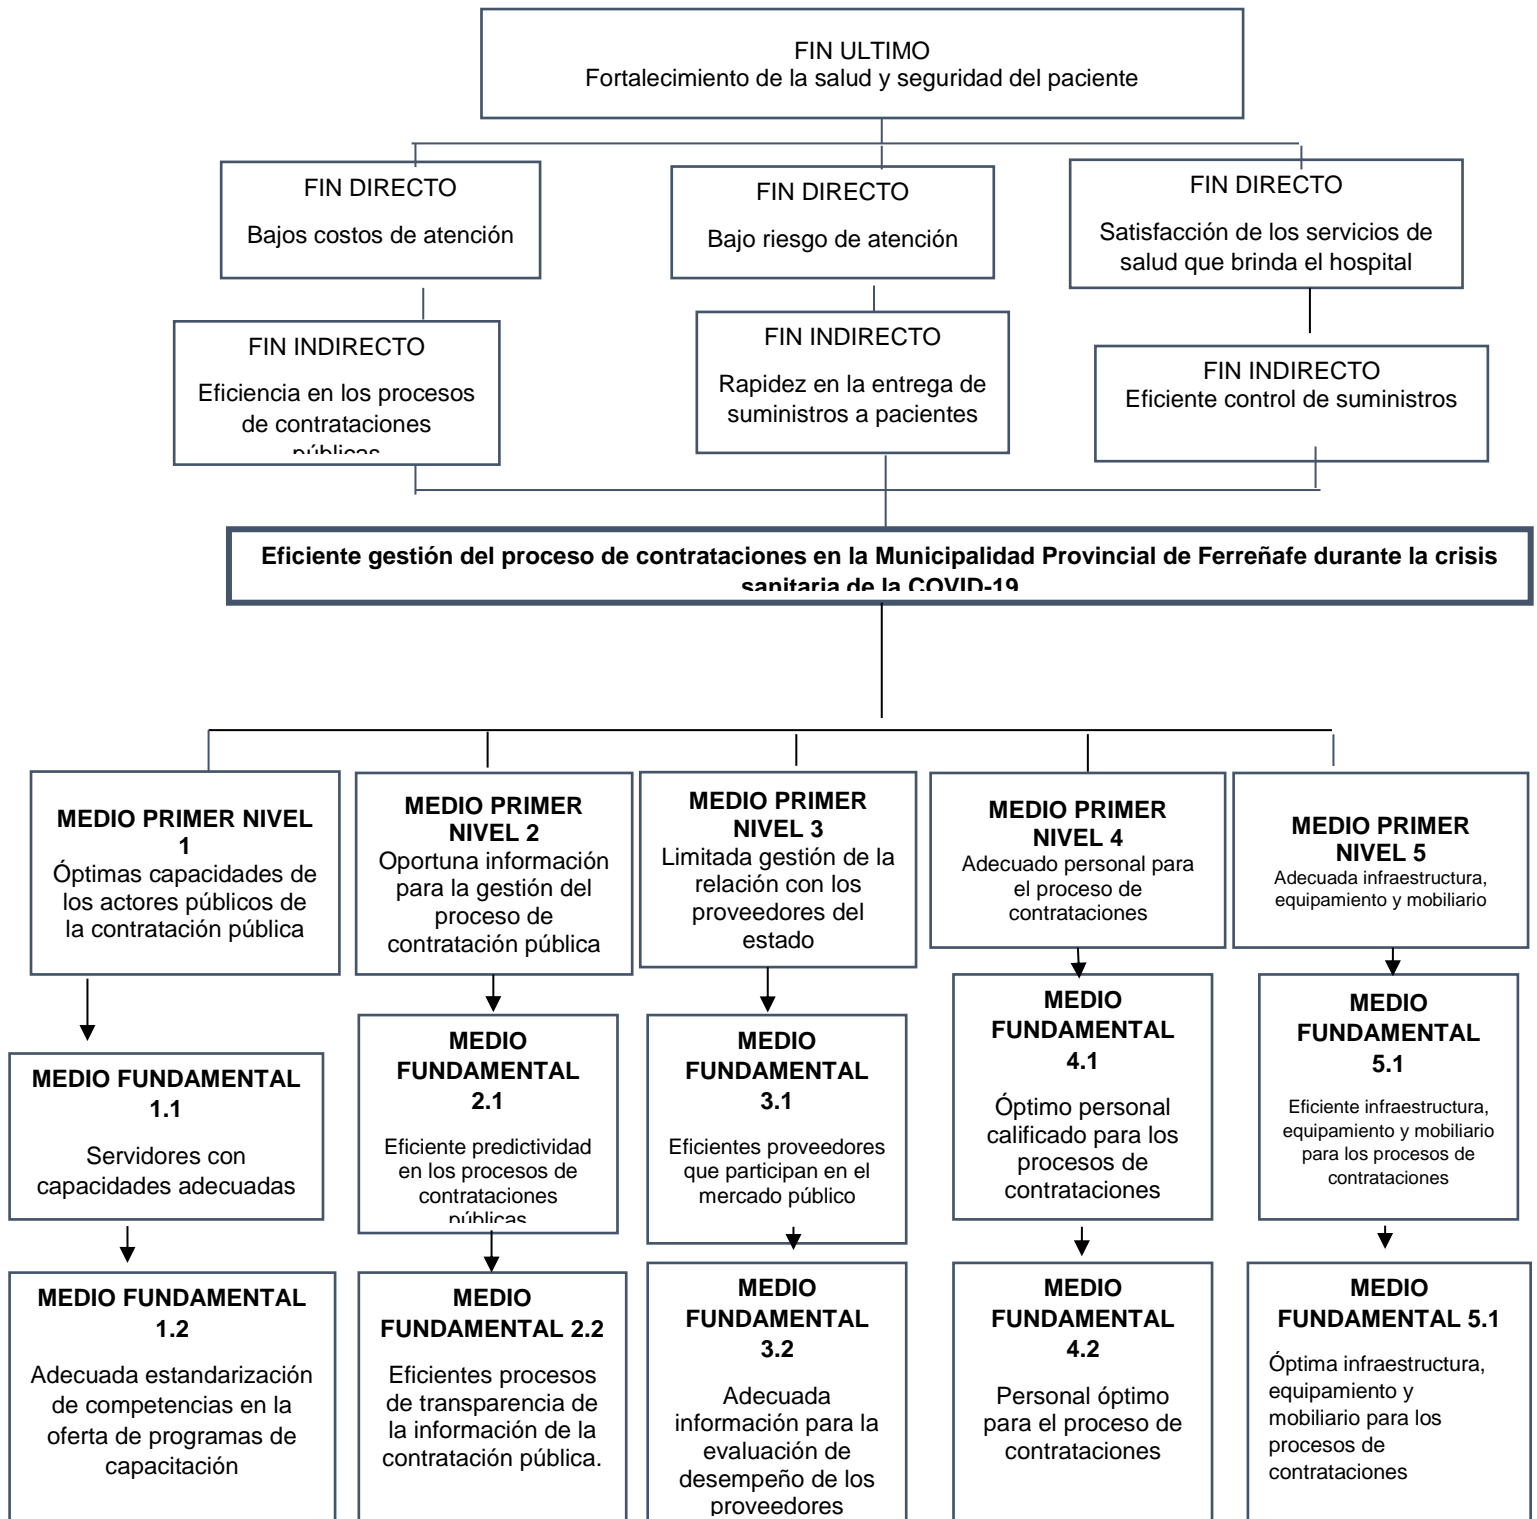 FIN ULTIMO
Fortalecimiento de la salud y seguridad del paciente
FIN DIRECTO
Bajos costos de atención
FIN DIRECTO
Bajo riesgo de atención
FIN DIRECTO
Satisfacción de los servicios de
salud que brinda el hospital
FIN INDIRECTO
Eficiencia en los procesos
de contrataciones
públicas
FIN INDIRECTO
Rapidez en la entrega de
suministros a pacientes
FIN INDIRECTO
Eficiente control de suministros
Eficiente gestión del proceso de contrataciones en la Municipalidad Provincial de Ferreñafe durante la crisis
sanitaria de la COVID-19
MEDIO PRIMER NIVEL
1
Óptimas capacidades de
los actores públicos de
la contratación pública
MEDIO PRIMER
NIVEL 2
Oportuna información
para la gestión del
proceso de
contratación pública
MEDIO PRIMER
NIVEL 3
Limitada gestión de la
relación con los
proveedores del
estado
MEDIO PRIMER
NIVEL 4
Adecuado personal para
el proceso de
contrataciones
MEDIO PRIMER
NIVEL 5
Adecuada infraestructura,
equipamiento y mobiliario
MEDIO FUNDAMENTAL
1.1
Servidores con
capacidades adecuadas
MEDIO
FUNDAMENTAL
2.1
Eficiente predictividad
en los procesos de
contrataciones
públicas
MEDIO
FUNDAMENTAL
3.1
Eficientes proveedores
que participan en el
mercado público
MEDIO
FUNDAMENTAL
4.1
Óptimo personal
calificado para los
procesos de
contrataciones
MEDIO
FUNDAMENTAL
5.1
Eficiente infraestructura,
equipamiento y mobiliario
para los procesos de
contrataciones
MEDIO FUNDAMENTAL
1.2
Adecuada estandarización
de competencias en la
oferta de programas de
capacitación
MEDIO
FUNDAMENTAL 2.2
Eficientes procesos
de transparencia de
la información de la
contratación pública.
MEDIO
FUNDAMENTAL
3.2
Adecuada
información para la
evaluación de
desempeño de los
proveedores
MEDIO
FUNDAMENTAL
4.2
Personal óptimo
para el proceso de
contrataciones
MEDIO
FUNDAMENTAL 5.1
Óptima infraestructura,
equipamiento y
mobiliario para los
procesos de
contrataciones